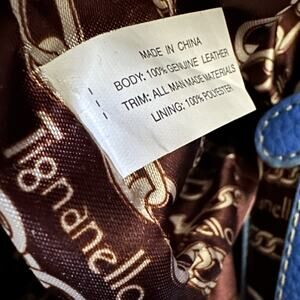 MADE IN CHINA
BODY: 100% GENUINE LEATHER
TRIM: ALL MAN MADE MATERIALS
LINING: 100% POLYESTER
Tignanello